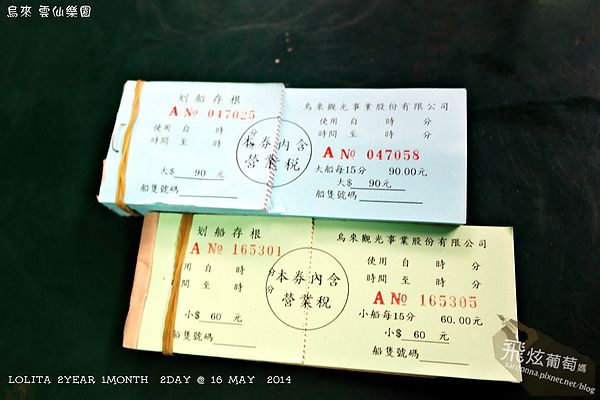 烏來 雲仙樂園
划船存根
A No 047025
使用 自 時 分
時間 至 時 分
大$ 90 元
船隻號碼
本券內含
營業稅
烏來觀光事業股份有限公司
使用 自 時 分
時間 至 時 分
A No 047058
大船每15分 90.00元
大$ 90元
船隻號碼
划船存根
A No 165301
使用 自 時 分
時間 至 時 分
小$ 60 元
船隻號碼
本券內含
營業稅
烏來觀光事業股份有限公司
使用 自 時 分
時間 至 時 分
A No 165305
小船每15分 60.00元
小$ 60 元
船隻號碼
飛炫葡萄媽
sardonna.pixnet.net/blog
LOLITA 2YEAR 1MONTH 2DAY @ 16 MAY 2014